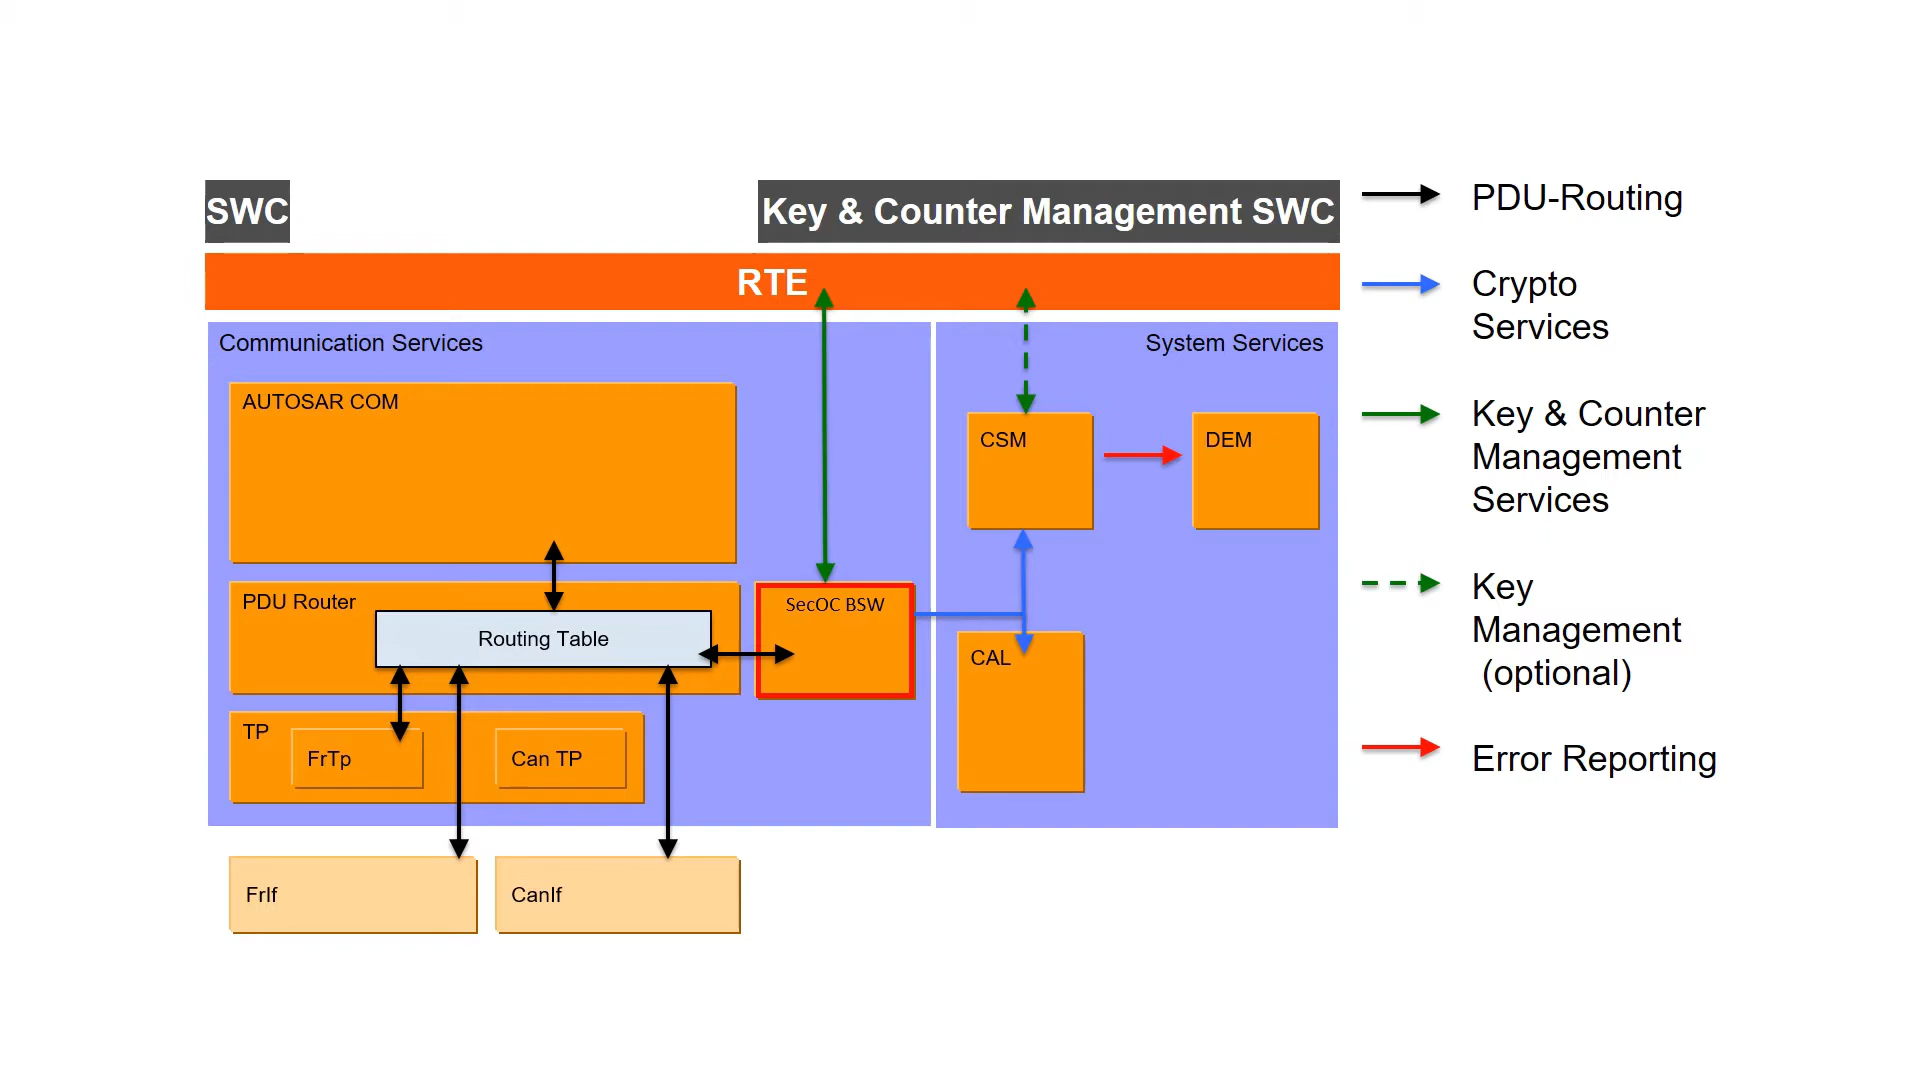 SWC
Key & Counter Management SWC
RTE
Communication Services
System Services
AUTOSAR COM
CSM
DEM
PDU Router
Routing Table
SecOC BSW
CAL
TP
FrTp
Can TP
FrIf
CanIf
PDU-Routing
Crypto
Services
Key & Counter
Management
Services
Key
Management
(optional)
Error Reporting